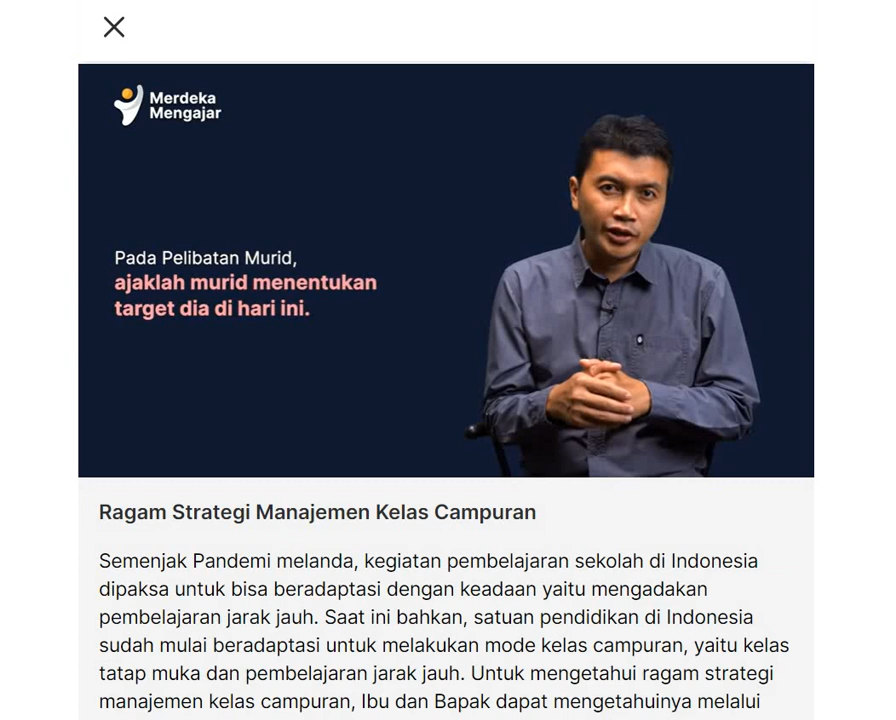 Merdeka
Mengajar
Pada Pelibatan Murid,
ajaklah murid menentukan
target dia di hari ini.
Ragam Strategi Manajemen Kelas Campuran
Semenjak Pandemi melanda, kegiatan pembelajaran sekolah di Indonesia
dipaksa untuk bisa beradaptasi dengan keadaan yaitu mengadakan
pembelajaran jarak jauh. Saat ini bahkan, satuan pendidikan di Indonesia
sudah mulai beradaptasi untuk melakukan mode kelas campuran, yaitu kelas
tatap muka dan pembelajaran jarak jauh. Untuk mengetahui ragam strategi
manajemen kelas campuran, Ibu dan Bapak dapat mengetahuinya melalui